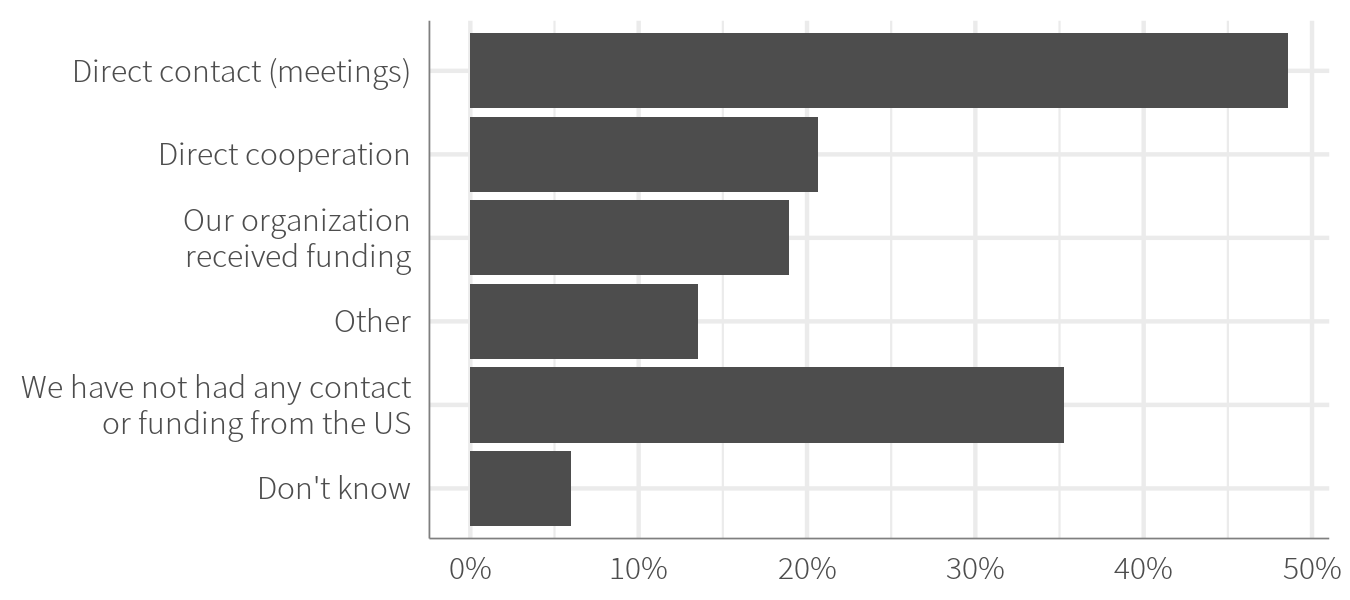 Direct contact (meetings)
Direct cooperation
Our organization
received funding
Other
We have not had any contact
or funding from the US
Don't know
0% 10% 20% 30% 40% 50%